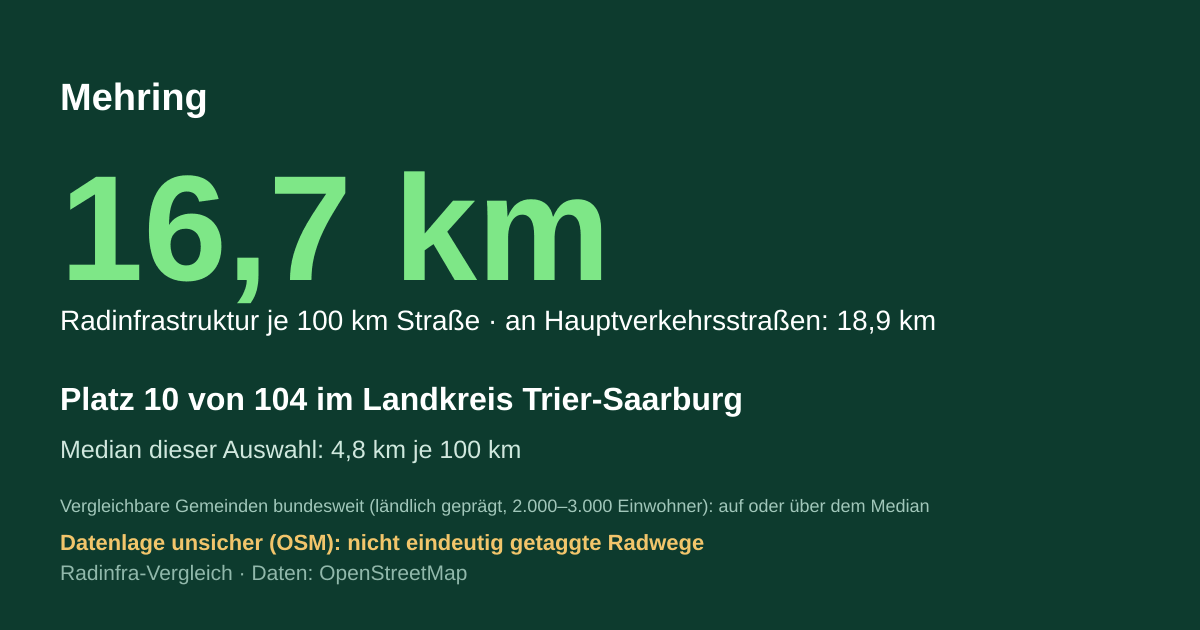 Mehring
16,7 km
Radinfrastruktur je 100 km Straße · an Hauptverkehrsstraßen: 18,9 km
Platz 10 von 104 im Landkreis Trier-Saarburg
Median dieser Auswahl: 4,8 km je 100 km
Vergleichbare Gemeinden bundesweit (ländlich geprägt, 2.000–3.000 Einwohner): auf oder über dem Median
Datenlage unsicher (OSM): nicht eindeutig getaggte Radwege
Radinfra-Vergleich · Daten: OpenStreetMap